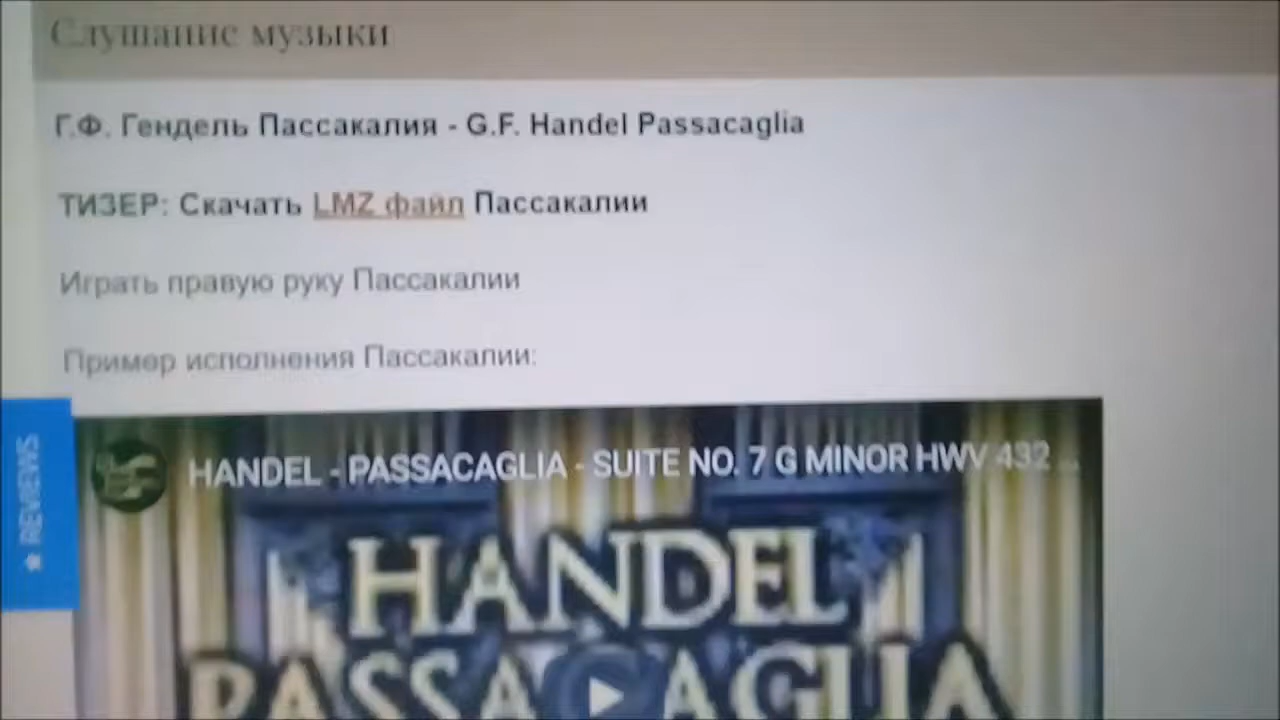 Слушание музыки
Г.Ф. Гендель Пассакалия - G.F. Handel Passacaglia
ТИЗЕР: Скачать LMZ файл Пассакалии
Играть правую руку Пассакалии
Пример исполнения Пассакалии:
HANDEL - PASSACAGLIA - SUITE NO. 7 G MINOR HWV 432 ...
★ REVIEWS
HANDEL
PASSACAGLIA